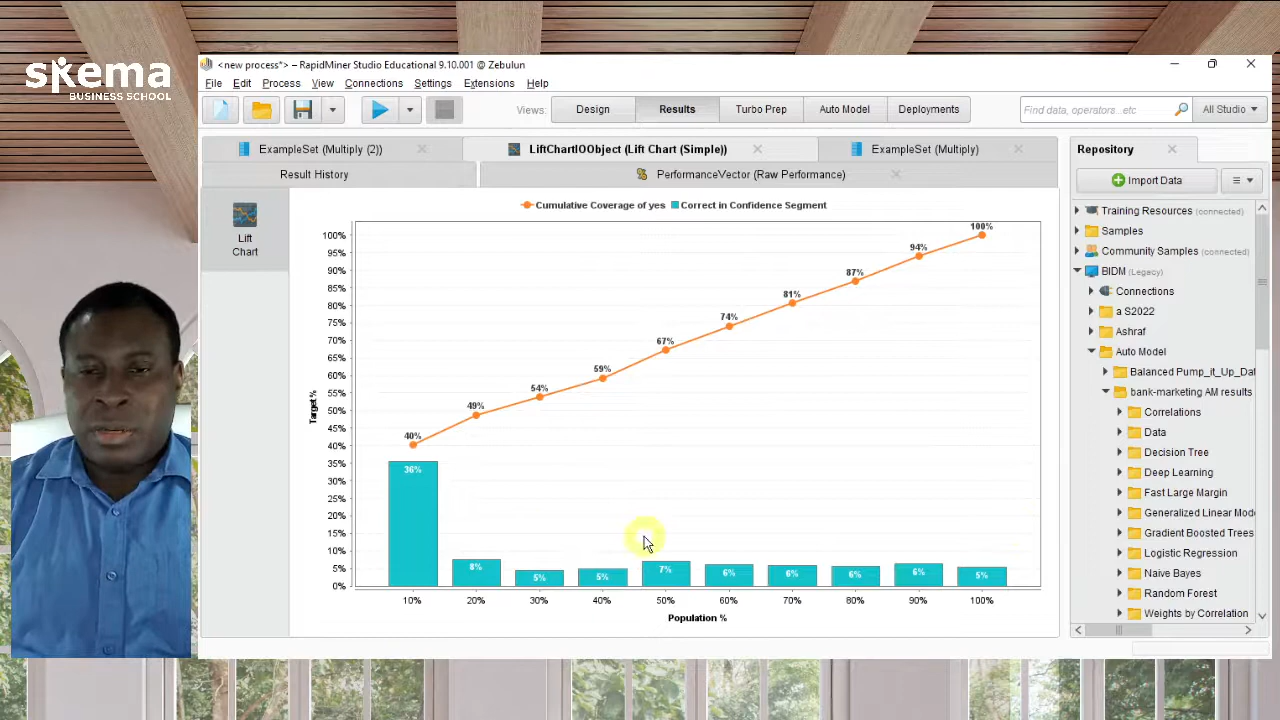 skema
BUSINESS SCHOOL
<new process*> – RapidMiner Studio Educational 9.10.001 @ Zebulun
File Edit Process View Connections Settings Extensions Help
Views: Design Results Turbo Prep Auto Model Deployments
Find data, operators...etc
All Studio
ExampleSet (Multiply (2))
LiftChartIOObject (Lift Chart (Simple))
ExampleSet (Multiply)
Result History
PerformanceVector (Raw Performance)
Lift
Chart
Cumulative Coverage of yes
Correct in Confidence Segment
100%
95%
90%
85%
80%
75%
70%
65%
60%
55%
50%
45%
40%
35%
30%
25%
20%
15%
10%
5%
0%
Target %
40%
49%
54%
59%
67%
74%
81%
87%
94%
100%
36%
8%
5%
5%
7%
6%
6%
6%
6%
5%
10% 20% 30% 40% 50% 60% 70% 80% 90% 100%
Population %
Repository
Import Data
Training Resources (connected)
Samples
Community Samples (connected)
BIDM (Legacy)
Connections
a S2022
Ashraf
Auto Model
Balanced Pump_it_Up_Dat
bank-marketing AM results
Correlations
Data
Decision Tree
Deep Learning
Fast Large Margin
Generalized Linear Mode
Gradient Boosted Trees
Logistic Regression
Naive Bayes
Random Forest
Weights by Correlation